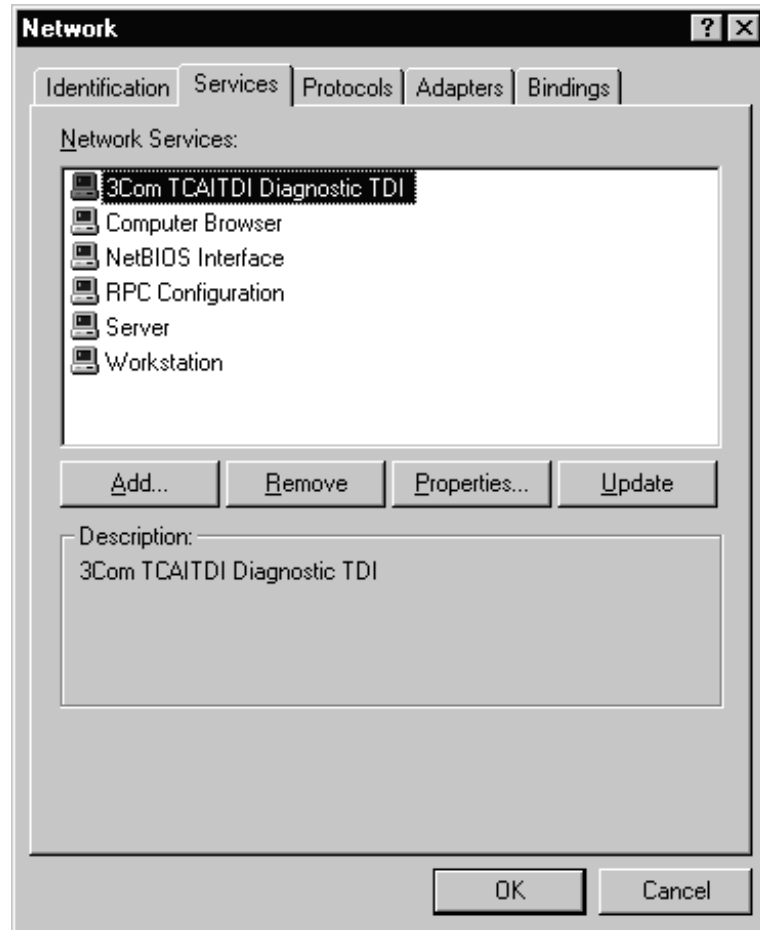 Network
Identification Services Protocols Adapters Bindings
Network Services:
3Com TCAITDI Diagnostic TDI
Computer Browser
NetBIOS Interface
RPC Configuration
Server
Workstation
Add... Remove Properties... Update
Description:
3Com TCAITDI Diagnostic TDI
OK Cancel